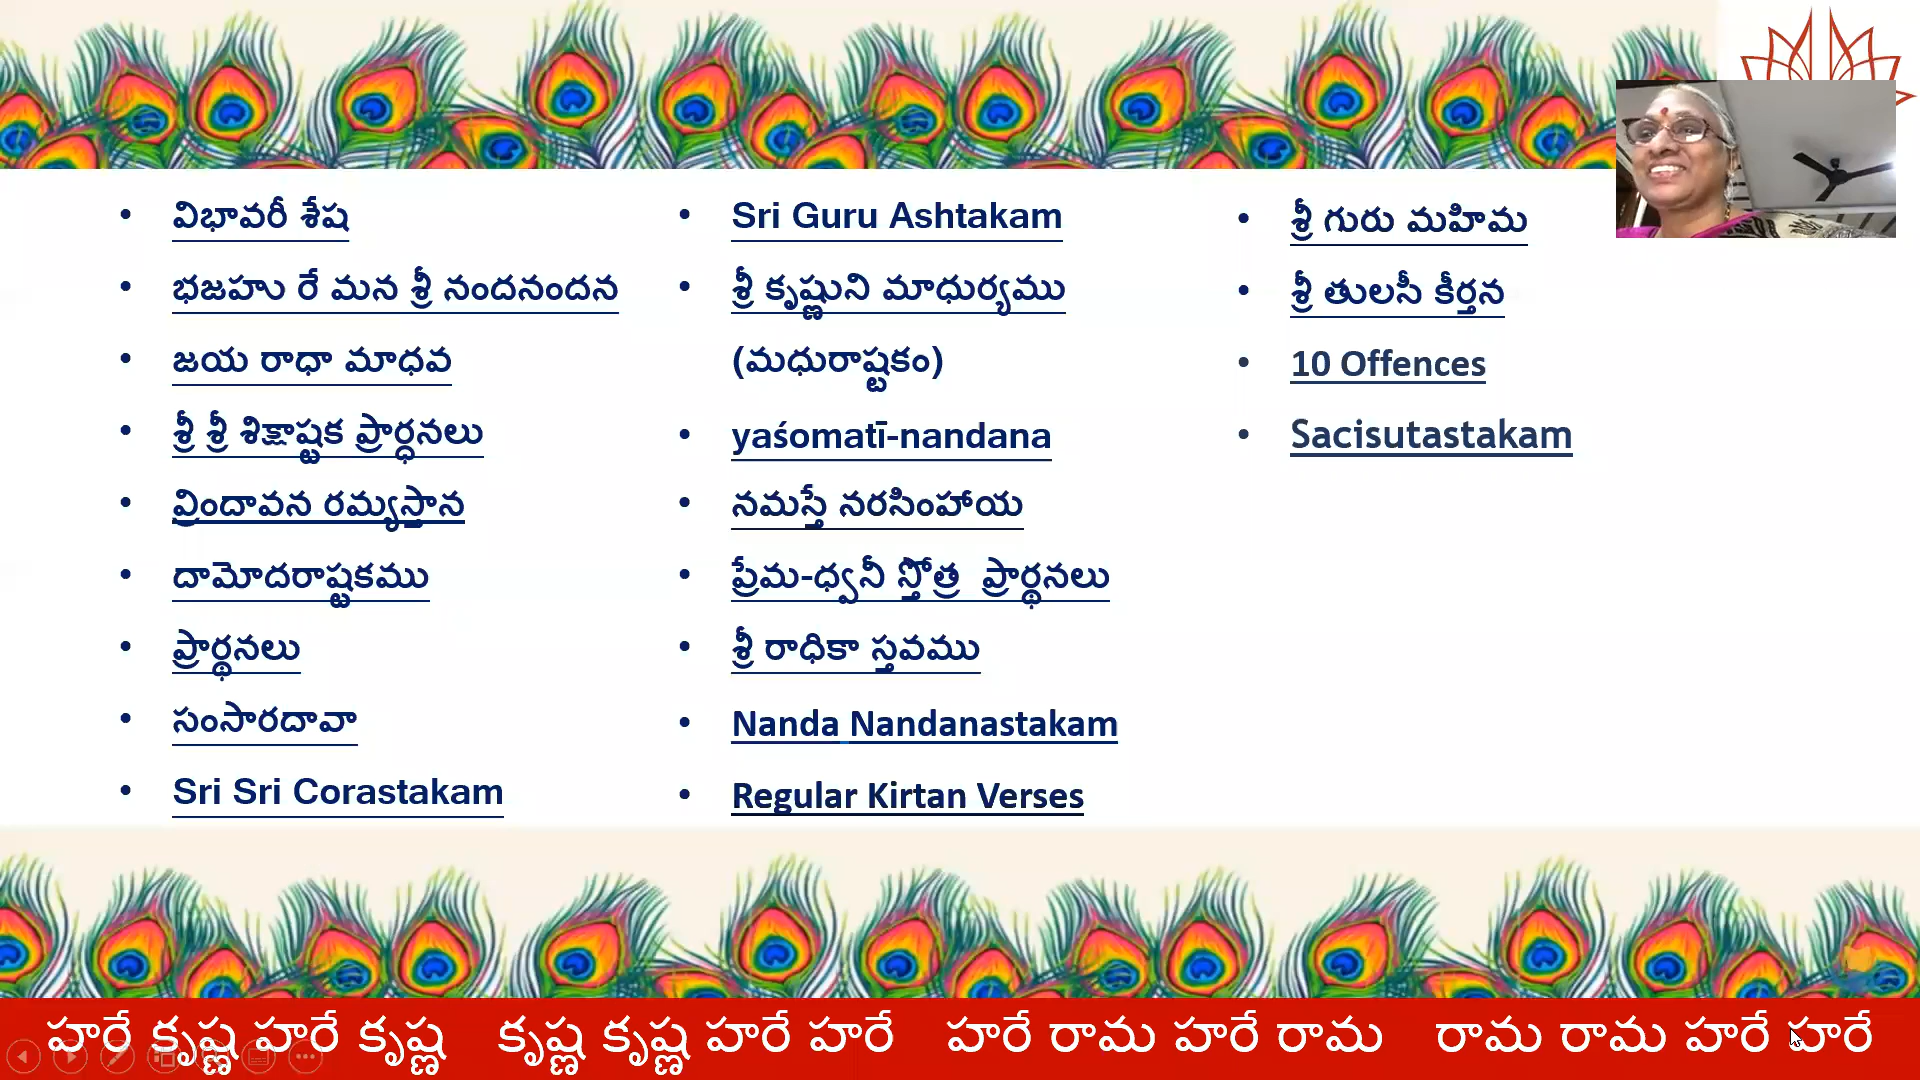 విభావరీ శేష
భజహు రే మన శ్రీ నందనందన
జయ రాధా మాధవ
శ్రీ శ్రీ శిక్షాష్టక ప్రార్ధనలు
వ్రిందావన రమ్యస్తాన
దామోదరాష్టకము
ప్రార్థనలు
సంసారదావా
Sri Sri Corastakam
Sri Guru Ashtakam
శ్రీ కృష్ణుని మాధుర్యము
(మధురాష్టకం)
yaśomatī-nandana
నమస్తే నరసింహాయ
ప్రేమ-ధ్వనీ స్తోత్ర ప్రార్థనలు
శ్రీ రాధికా స్తవము
Nanda Nandanastakam
Regular Kirtan Verses
శ్రీ గురు మహిమ
శ్రీ తులసీ కీర్తన
10 Offences
Sacisutastakam
హరే కృష్ణ హరే కృష్ణ కృష్ణ కృష్ణ హరే హరే హరే రామ హరే రామ రామ రామ హరే హరే